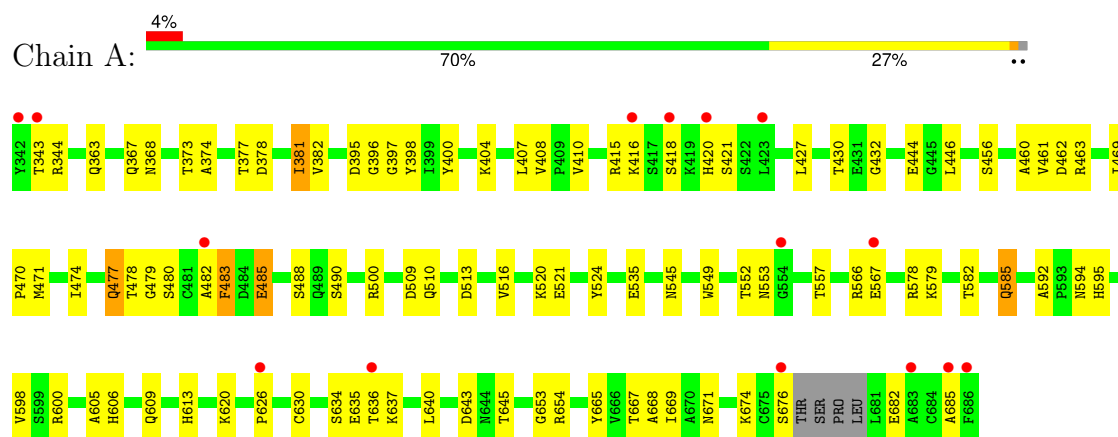 4%
Chain A:
70% 27% ••
Y342 T343 R344 Q363 Q367 N368 T373 A374 T377 D378 I381 V382 D395 G396 G397 Y398 I399 Y400 K404 L407 V408 P409 V410 R415 K416 S417 S418 K419 H420 S421 S422 L423 L427 T430 E431 G432 E444 G445 L446 S456 A460 V461 D462 R463 I469
P470 M471 I474 Q477 T478 G479 S480 C481 A482 F483 D484 E485 S488 Q489 S490 R500 D509 Q510 D513 V516 K520 E521 Y524 E535 N545 W549 T552 N553 G554 T557 R566 E567 R578 K579 T582 Q585 A592 P593 N594 H595
V598 S599 R600 A605 H606 Q609 H613 K620 P626 C630 S634 E635 T636 K637 L640 D643 N644 T645 G653 R654 Y665 V666 T667 A668 I669 A670 N671 K674 C675 S676 THR SER PRO LEU L681 E682 A683 C684 A685 F686